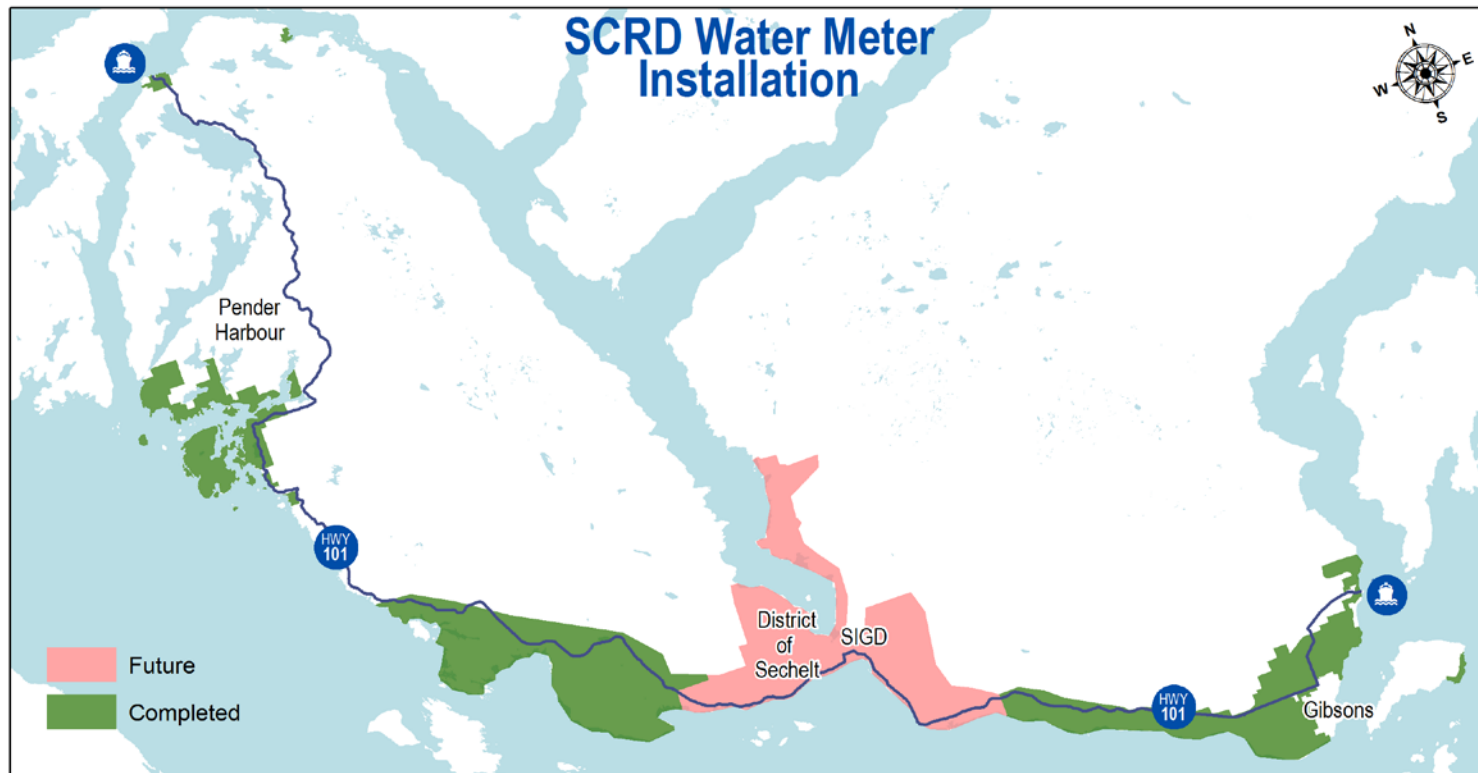 SCRD Water Meter
Installation
N
E
W
S
Pender
Harbour
HWY
101
District
of
Sechelt
SIGD
HWY
101
Gibsons
Future
Completed